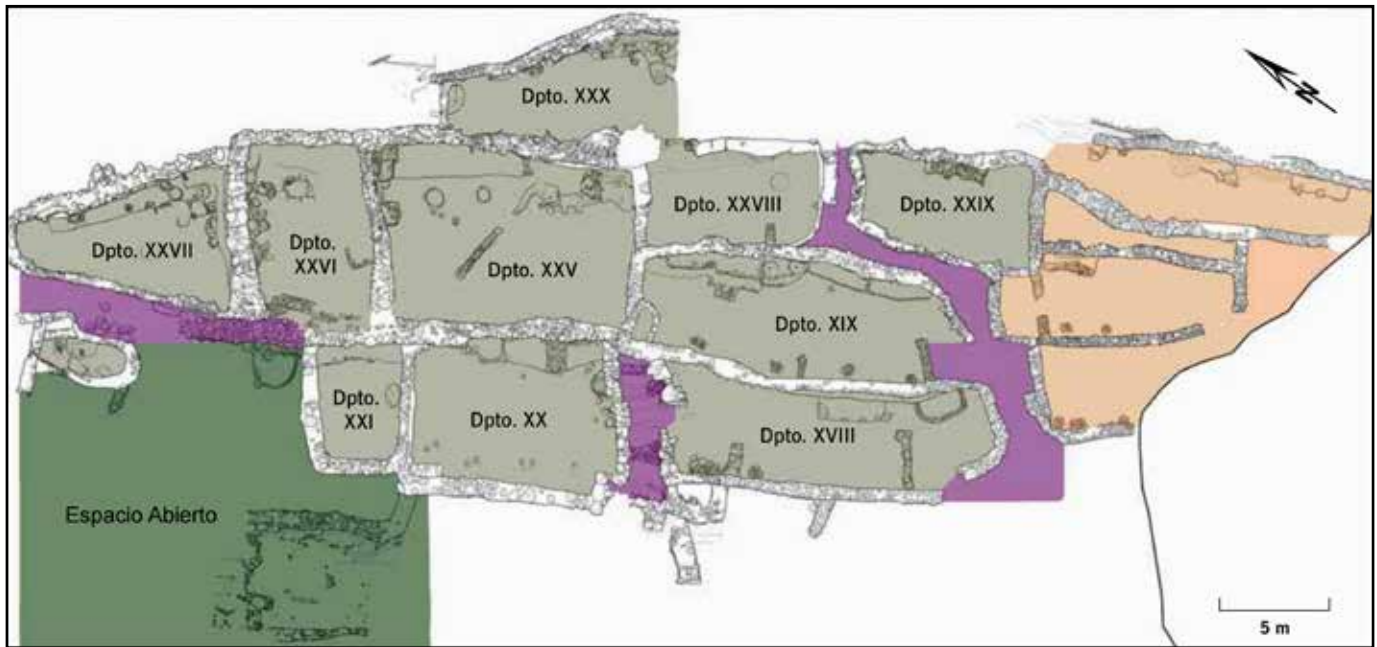 Dpto. XXX
N
Dpto. XXVII
Dpto.
XXVI
Dpto. XXV
Dpto. XXVIII
Dpto. XXIX
Dpto. XIX
Dpto.
XXI
Dpto. XX
Dpto. XVIII
Espacio Abierto
5 m